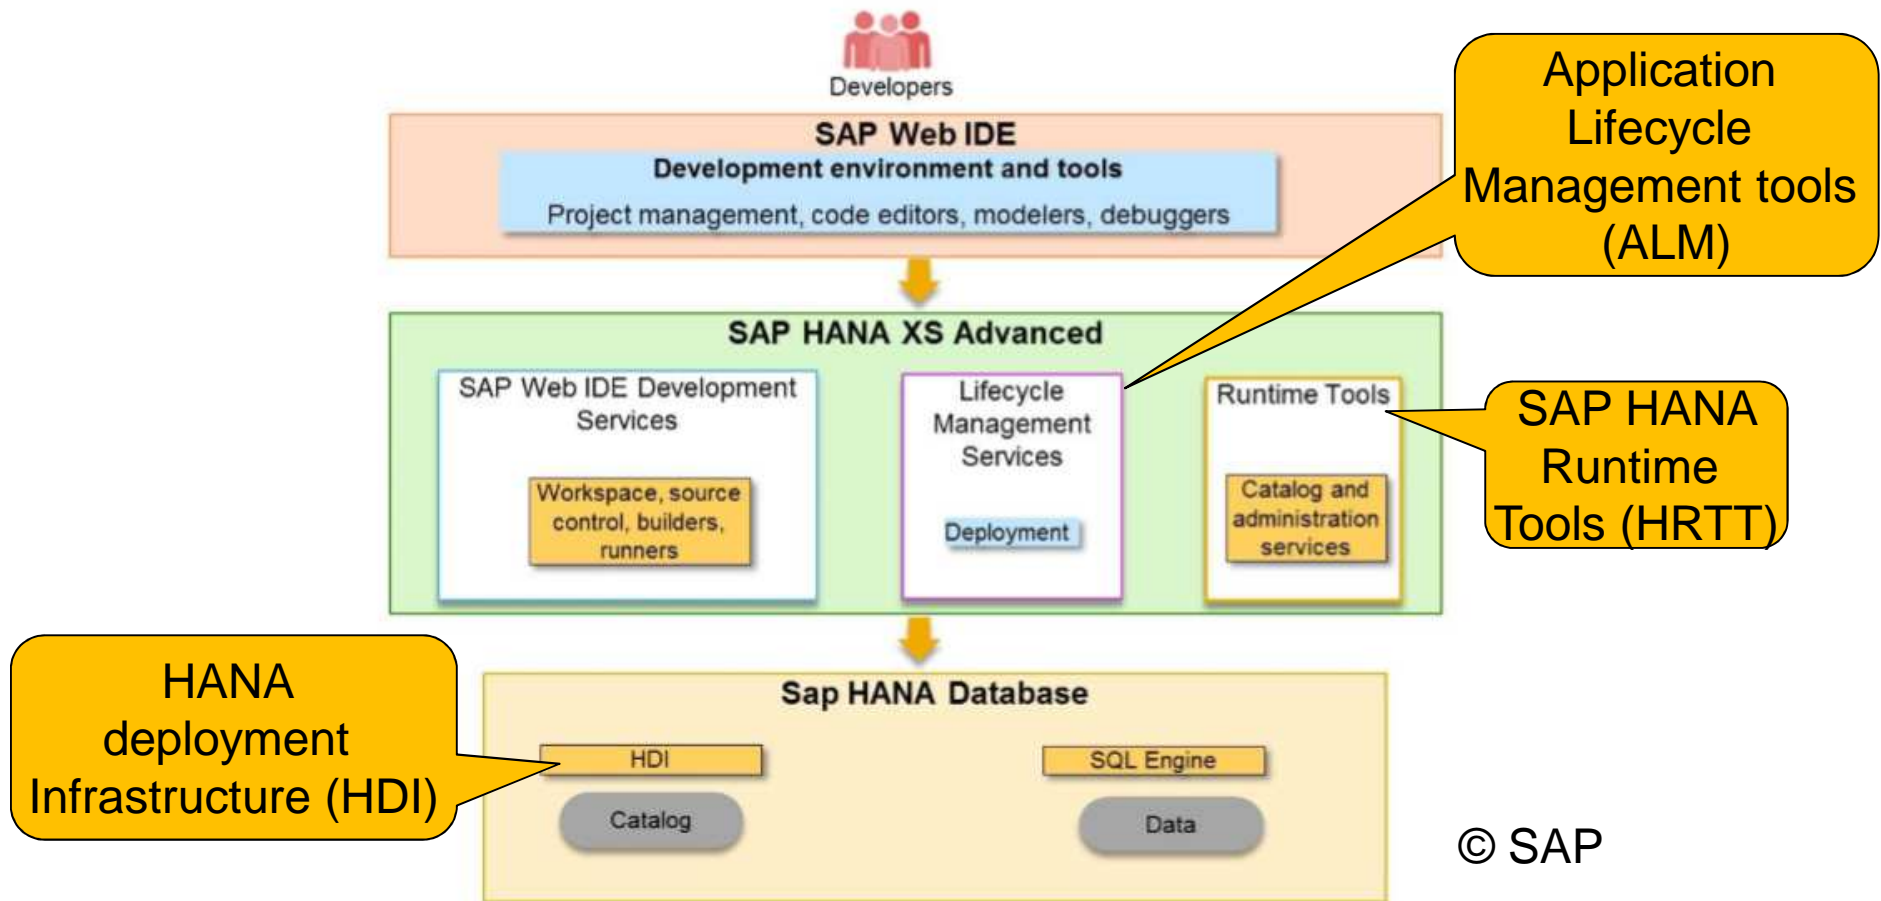 Developers
SAP Web IDE
Development environment and tools
Project management, code editors, modelers, debuggers
Application
Lifecycle
Management tools
(ALM)
SAP HANA XS Advanced
SAP Web IDE Development
Services
Workspace, source
control, builders,
runners
Lifecycle
Management
Services
Deployment
Runtime Tools
Catalog and
administration
services
SAP HANA
Runtime
Tools (HRTT)
HANA
deployment
Infrastructure (HDI)
Sap HANA Database
HDI
Catalog
SQL Engine
Data
© SAP